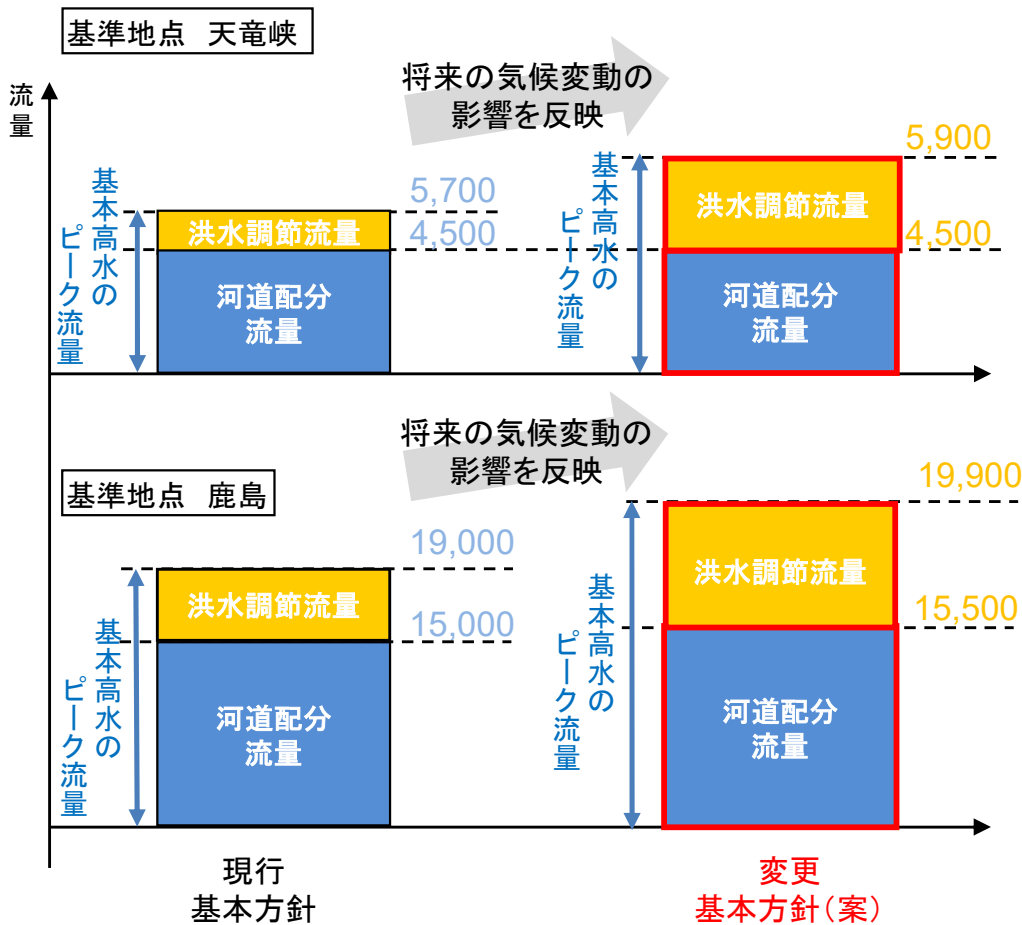 基準地点 天竜峡
将来の気候変動の
影響を反映
流量
基本高水の
ピーク流量
5,700
4,500
洪水調節流量
河道配分
流量
基本高水の
ピーク流量
5,900
4,500
洪水調節流量
河道配分
流量
基準地点 鹿島
将来の気候変動の
影響を反映
基本高水の
ピーク流量
19,000
15,000
洪水調節流量
河道配分
流量
基本高水の
ピーク流量
19,900
15,500
洪水調節流量
河道配分
流量
現行
基本方針
変更
基本方針(案)